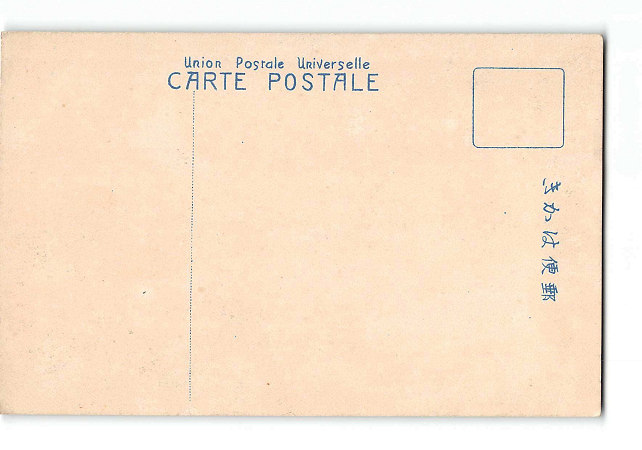 Union Postale Universelle
CARTE POSTALE
きかは便郵